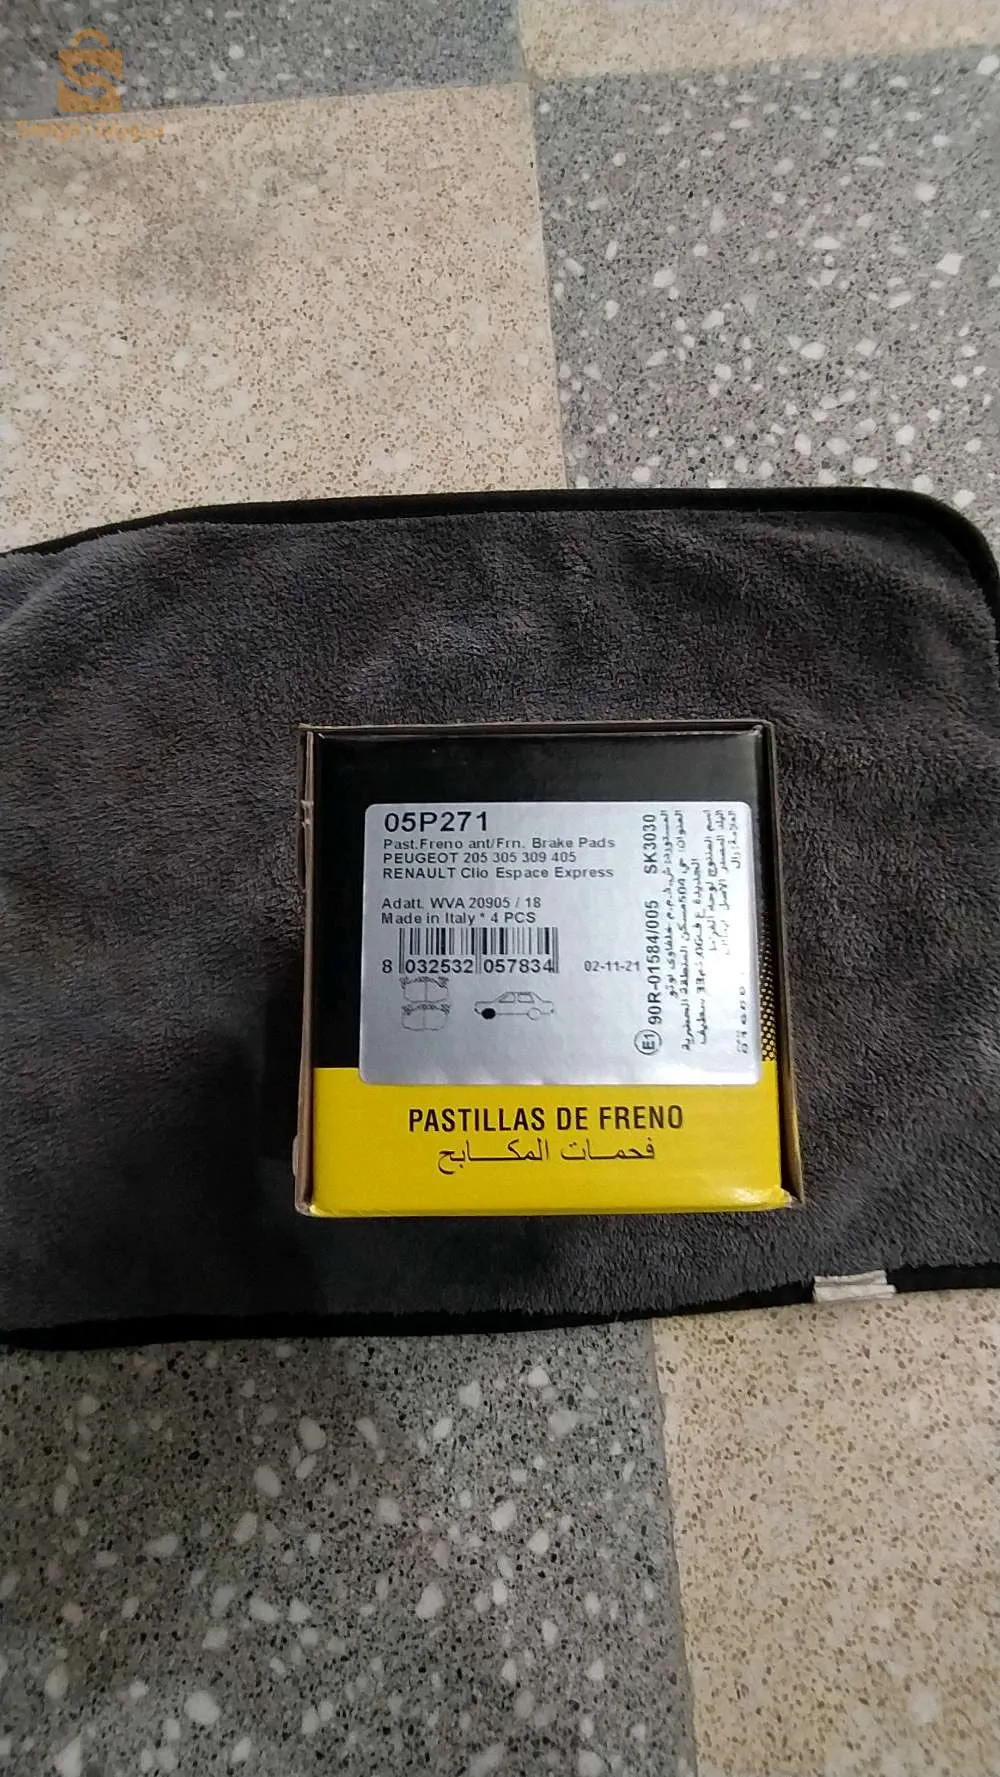 05P271
Past.Freno ant/Frn. Brake Pads
PEUGEOT 205 305 309 405
RENAULT Clio Espace Express
Adatt. WVA 20905 / 18
Made in Italy * 4 PCS
8 032532 057834
02-11-21
E1 90R-01584/005 SK3030
PASTILLAS DE FRENO
فحمات المكابح